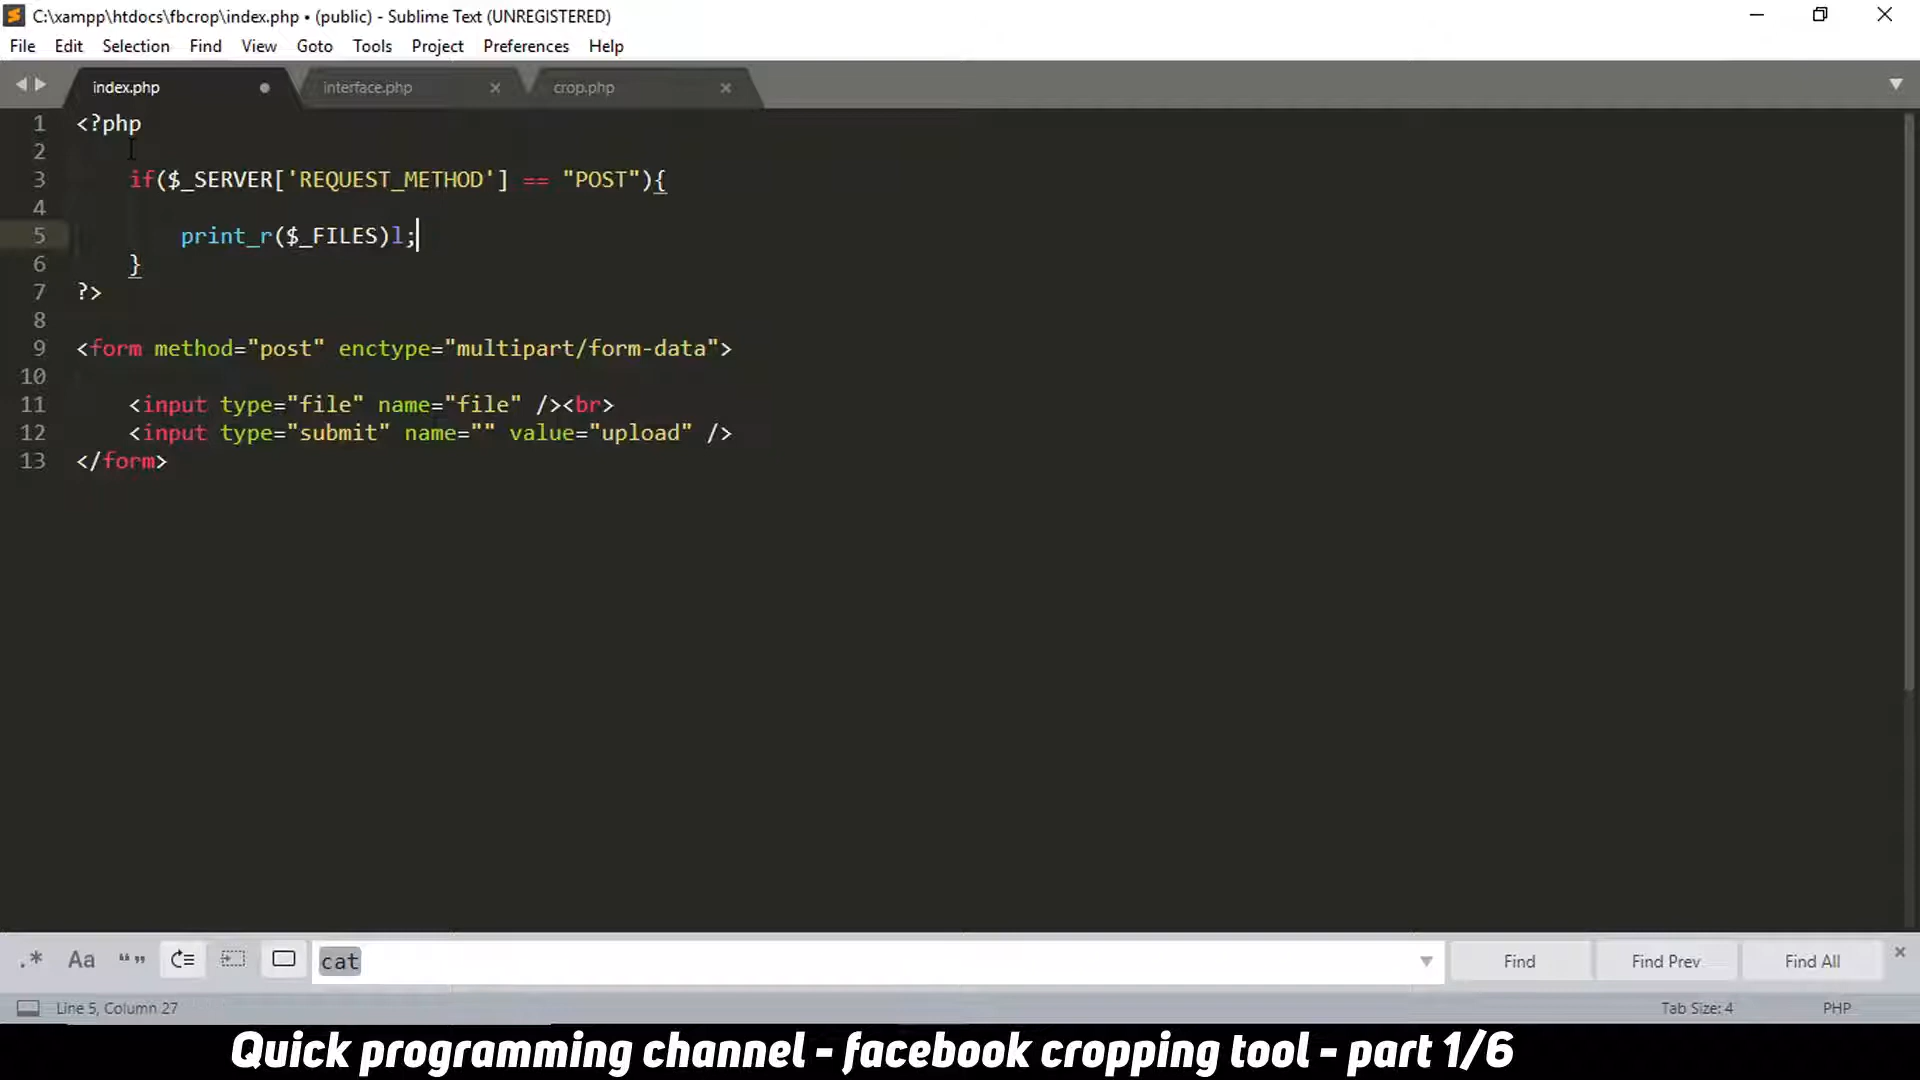 C:\xampp\htdocs\fbcrop\index.php • (public) - Sublime Text (UNREGISTERED)
File Edit Selection Find View Goto Tools Project Preferences Help
index.php interface.php crop.php
1 <?php
2
3 if($_SERVER['REQUEST_METHOD'] == "POST"){
4
5 print_r($_FILES)l;
6 }
7 ?>
8
9 <form method="post" enctype="multipart/form-data">
10
11 <input type="file" name="file" /><br>
12 <input type="submit" name="" value="upload" />
13 </form>
.* Aa “” cat Find Find Prev Find All
Line 5, Column 27 Tab Size: 4 PHP
Quick programming channel - facebook cropping tool - part 1/6